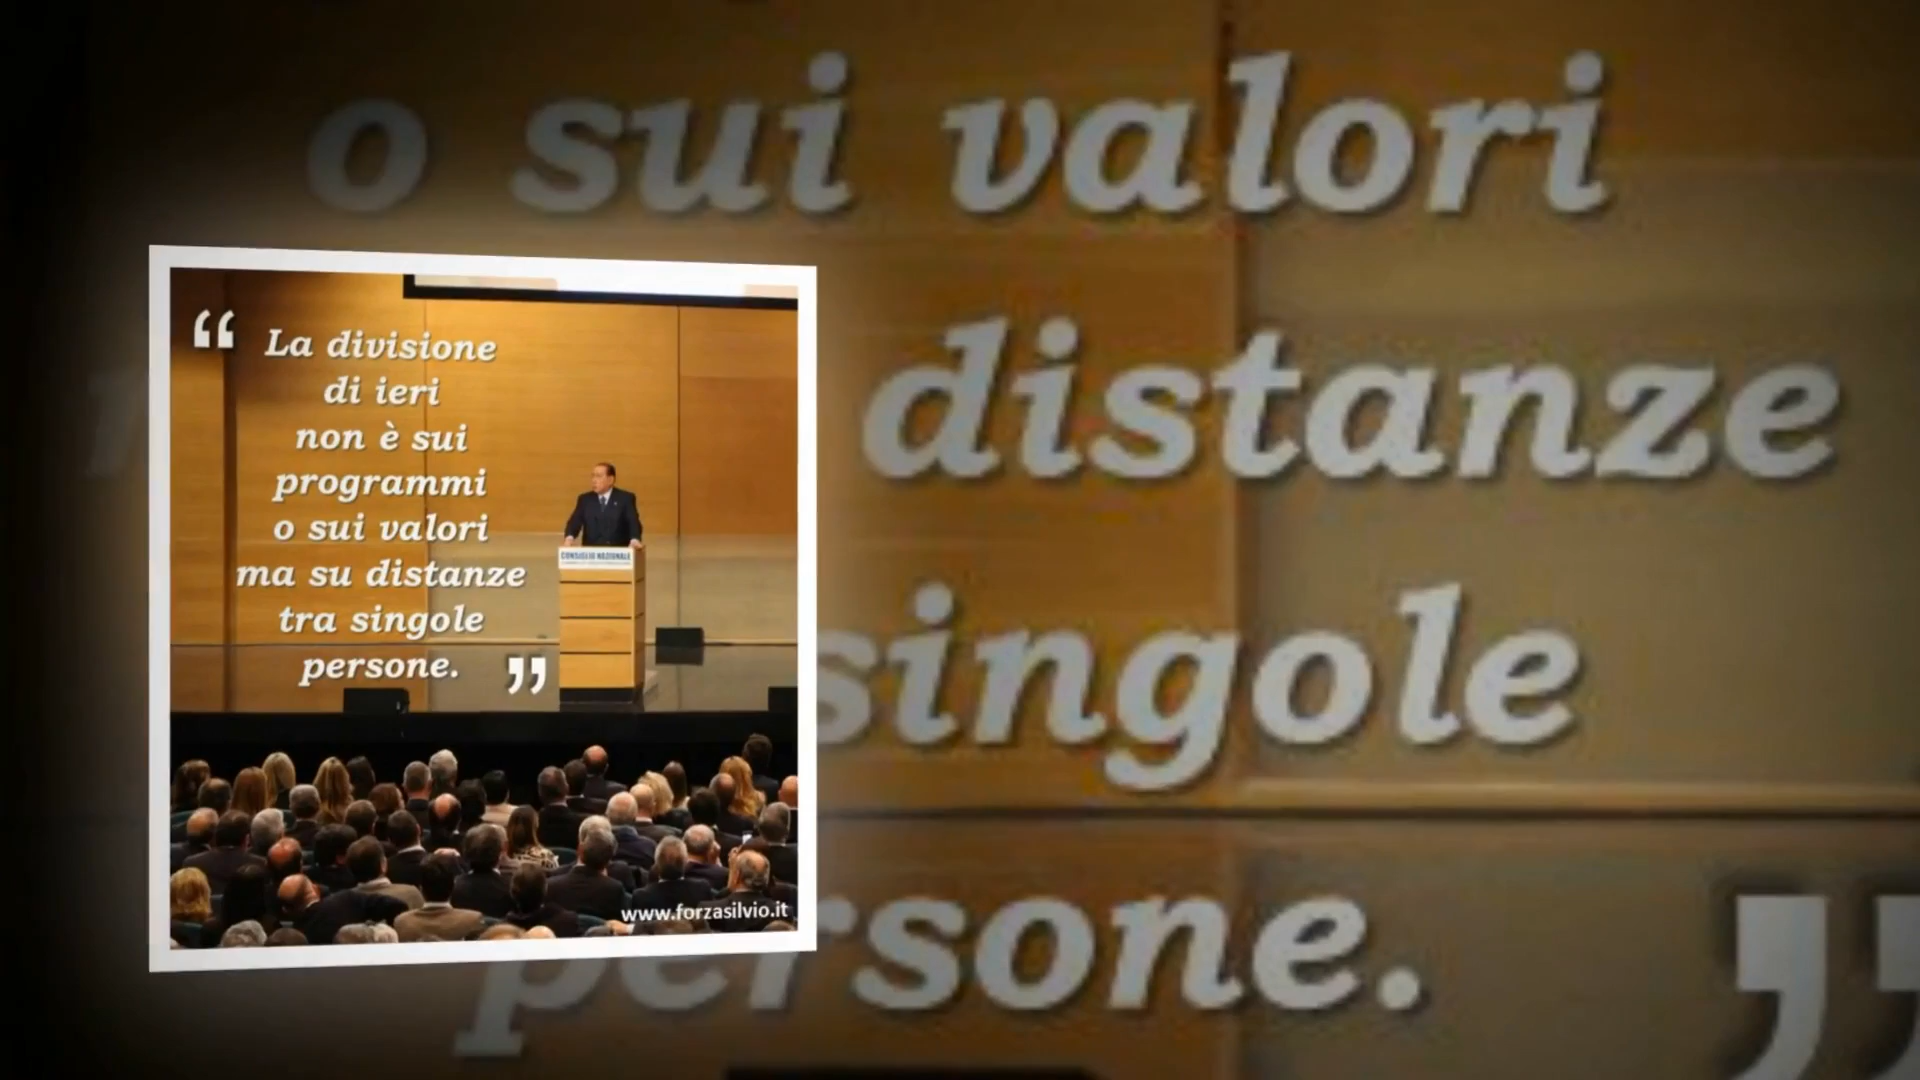 “ La divisione
di ieri
non è sui
programmi
o sui valori
ma su distanze
tra singole
persone. ”
CONSIGLIO NAZIONALE
www.forzasilvio.it
o sui valori
distanze
singole
persone. ”